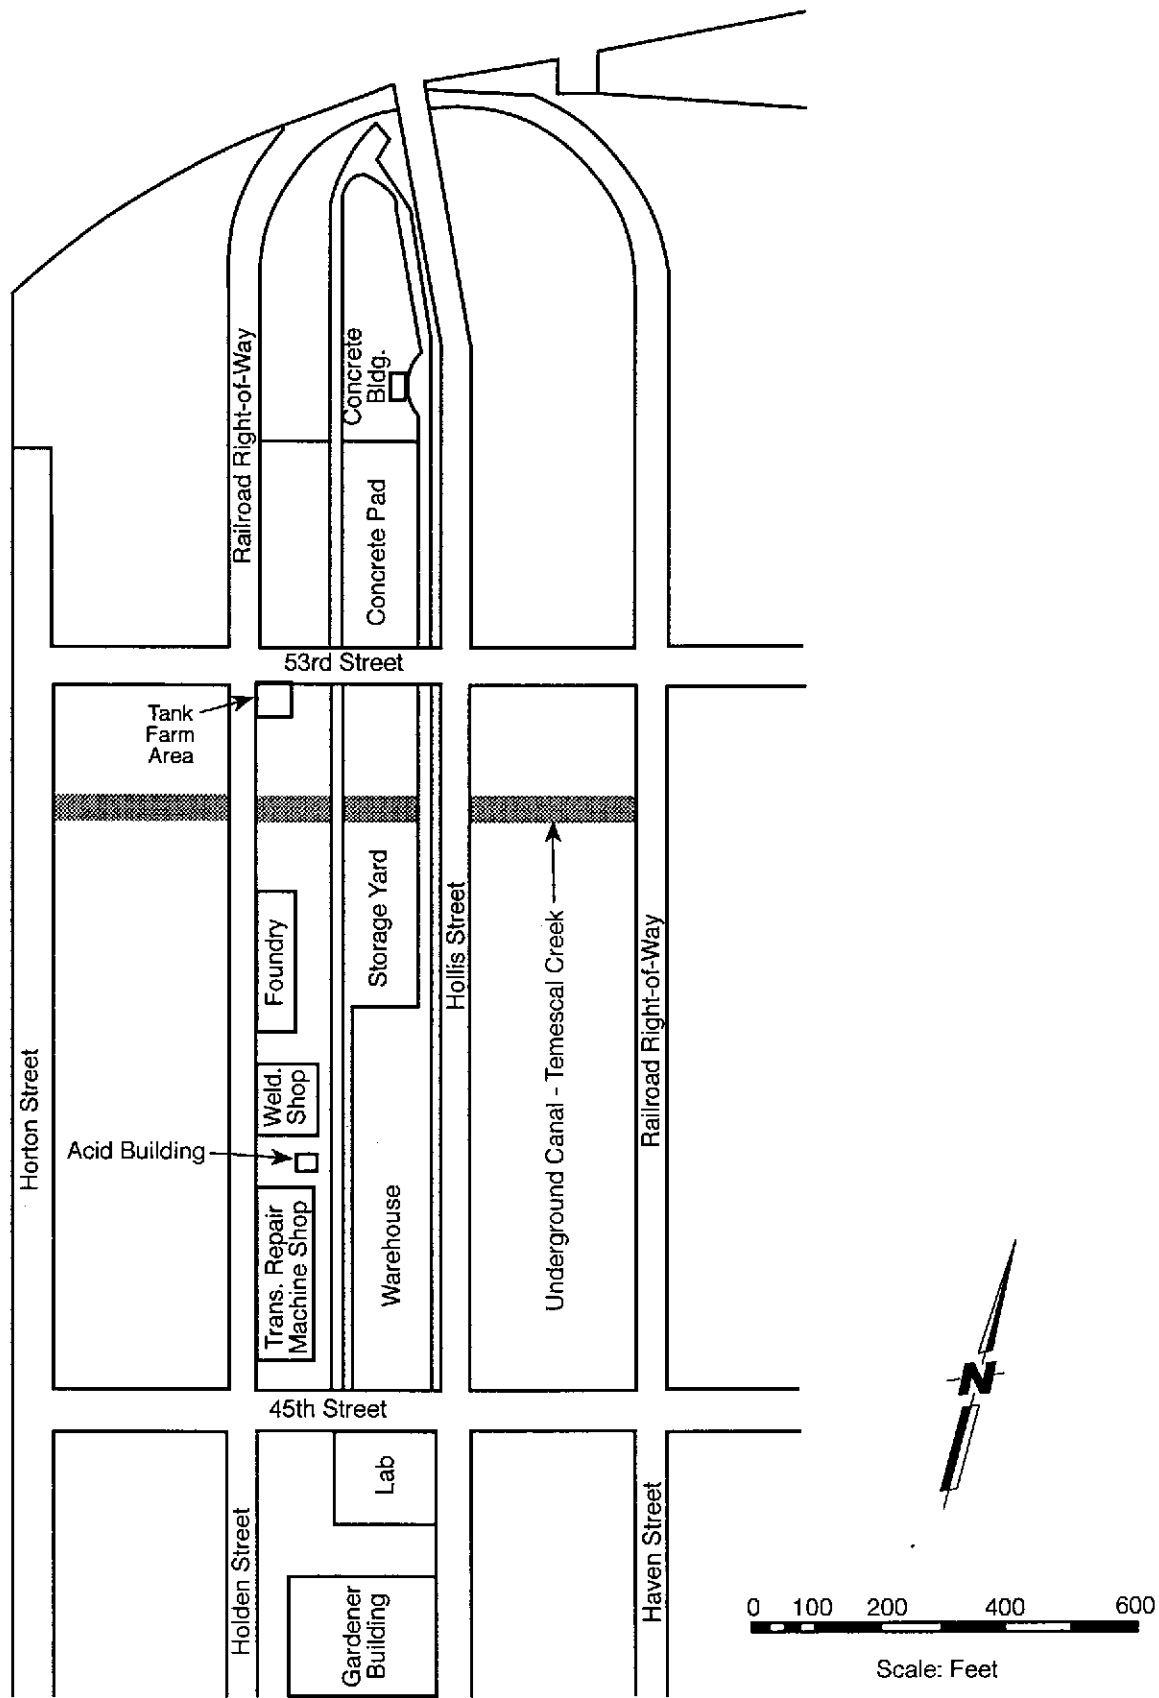 Railroad Right-of-Way
Concrete
Bldg.
Concrete Pad
53rd Street
Tank
Farm
Area
Storage Yard
Hollis Street
Foundry
Underground Canal - Temescal Creek
Railroad Right-of-Way
Horton Street
Weld.
Shop
Acid Building
Trans. Repair
Machine Shop
Warehouse
45th Street
N
Lab
Holden Street
Haven Street
Gardener
Building
0 100 200 400 600
Scale: Feet